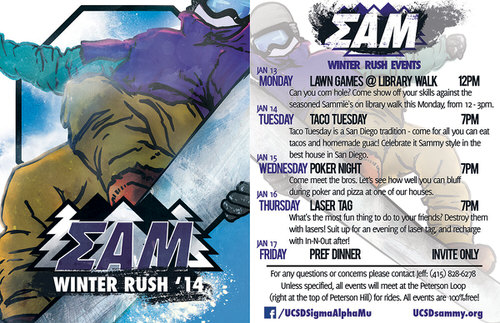 ΣAM
WINTER RUSH '14
ΣAM
WINTER RUSH EVENTS
JAN 13
MONDAY LAWN GAMES @ LIBRARY WALK 12PM
Can you corn hole? Come show off your skills against the
seasoned Sammie's on library walk this Monday, from 12 - 3pm.
JAN 14
TUESDAY TACO TUESDAY 7PM
Taco Tuesday is a San Diego tradition - come for all you can eat
tacos and homemade guac! Celebrate it Sammy style in the
best house in San Diego.
JAN 15
WEDNESDAY POKER NIGHT 7PM
Come meet the bros. Let's see how well you can bluff
during poker and pizza at one of our houses.
JAN 16
THURSDAY LASER TAG 7PM
What's the most fun thing to do to your friends? Destroy them
with lasers! Suit up for an evening of laser tag, and recharge
with In-N-Out after!
JAN 17
FRIDAY PREF DINNER INVITE ONLY
For any questions or concerns please contact Jeff: (415) 828-6278
Unless specified, all events will meet at the Peterson Loop
(right at the top of Peterson Hill) for rides. All events are 100% free!
f/UCSDSigmaAlphaMu UCSDsammy.org